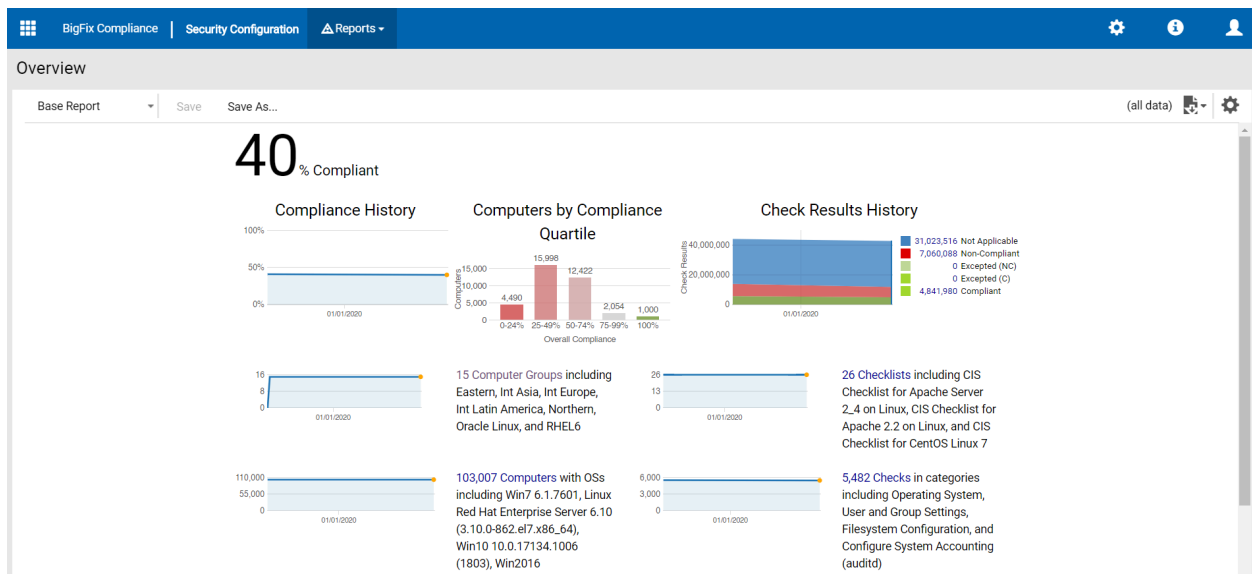 BigFix Compliance | Security Configuration Reports
Overview
Base Report Save Save As... (all data)
40% Compliant
Compliance History
100%
50%
0%
01/01/2020
Computers by Compliance
Quartile
Computers
15,000
10,000
5,000
0
4,490
15,998
12,422
2,054
1,000
0-24% 25-49% 50-74% 75-99% 100%
Overall Compliance
Check Results History
Check Results
40,000,000
20,000,000
0
01/01/2020
31,023,516 Not Applicable
7,060,088 Non-Compliant
0 Excepted (NC)
0 Excepted (C)
4,841,980 Compliant
16
8
0
01/01/2020
15 Computer Groups including
Eastern, Int Asia, Int Europe,
Int Latin America, Northern,
Oracle Linux, and RHEL6
26
13
0
01/01/2020
26 Checklists including CIS
Checklist for Apache Server
2_4 on Linux, CIS Checklist for
Apache 2.2 on Linux, and CIS
Checklist for CentOS Linux 7
110,000
55,000
0
01/01/2020
103,007 Computers with OSs
including Win7 6.1.7601, Linux
Red Hat Enterprise Server 6.10
(3.10.0-862.el7.x86_64),
Win10 10.0.17134.1006
(1803), Win2016
6,000
3,000
0
01/01/2020
5,482 Checks in categories
including Operating System,
User and Group Settings,
Filesystem Configuration, and
Configure System Accounting
(auditd)